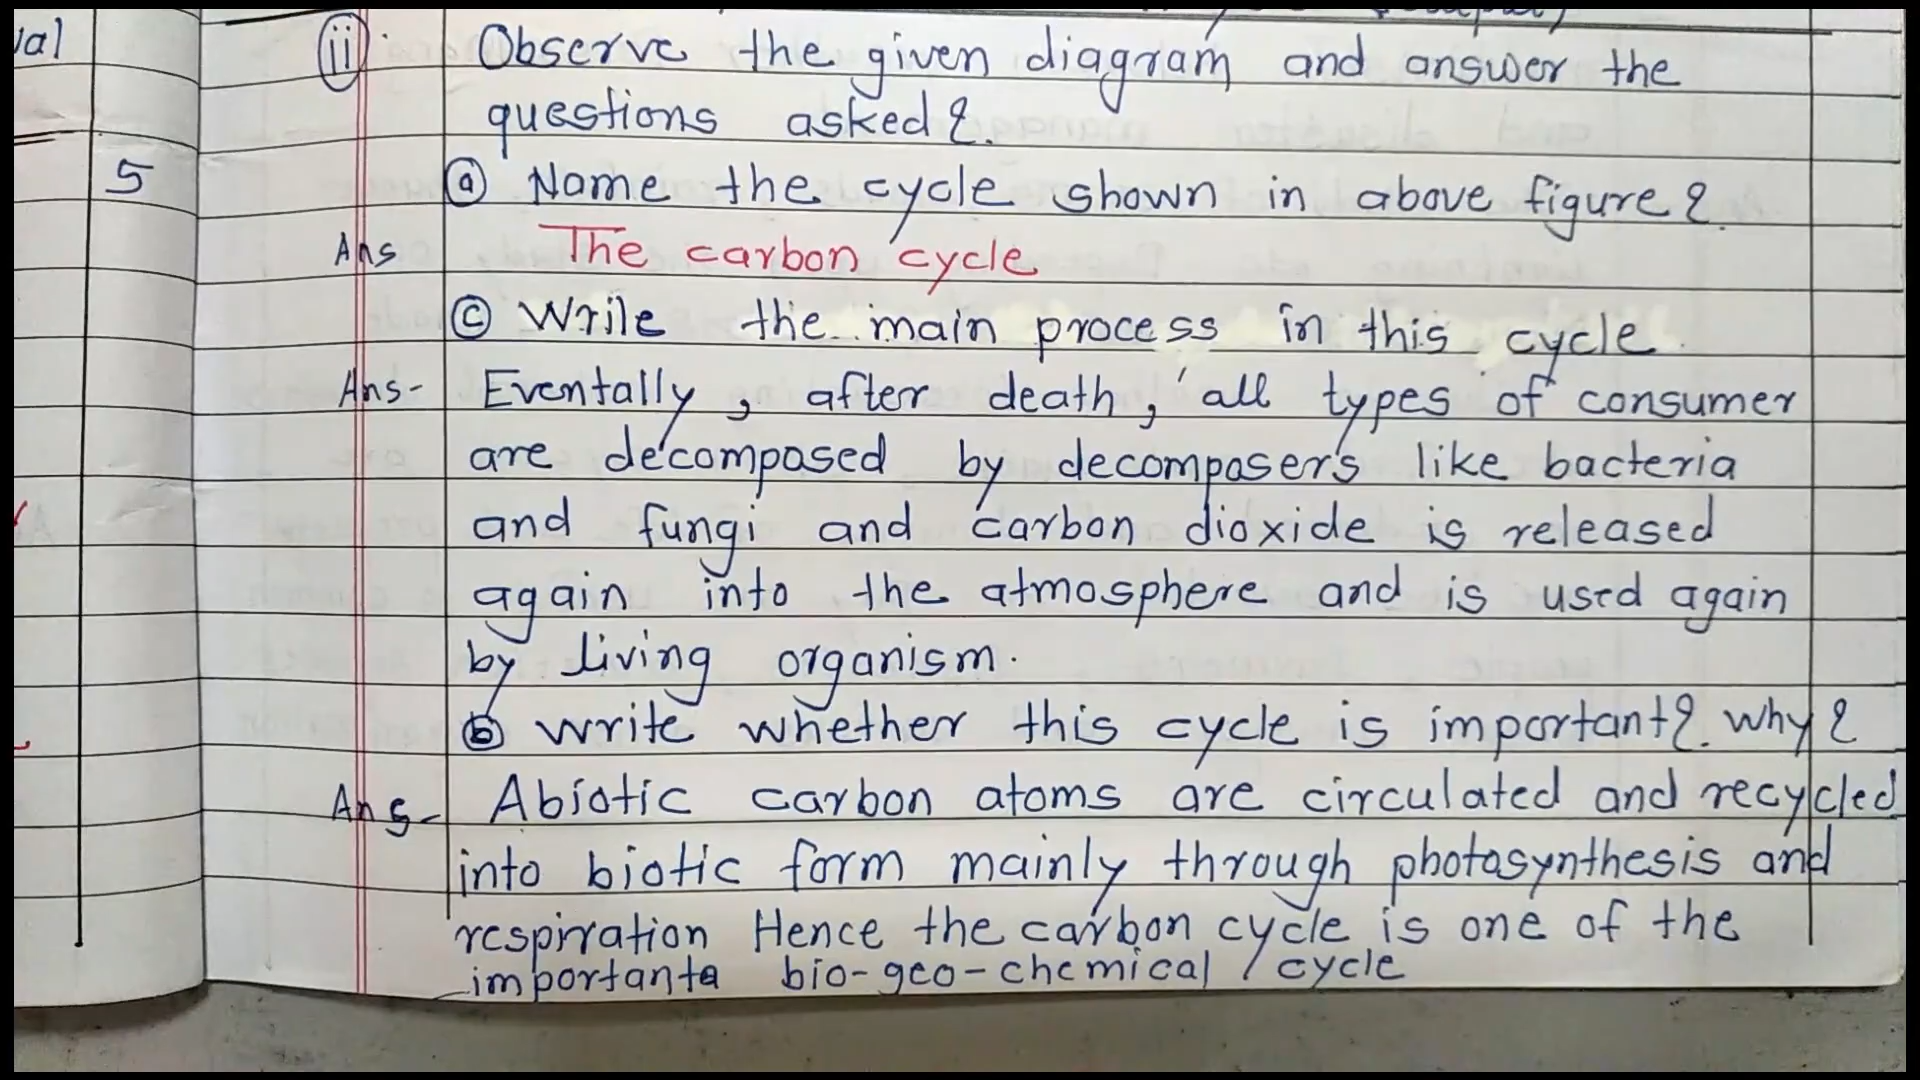 ii Observe the given diagram and answer the
questions asked?.
5 ⓐ Name the cycle shown in above figure?
Ans The carbon cycle
ⓒ Wrile the main process in this cycle
Ans- Eventally, after death, all types of consumer
are decomposed by decomposers like bacteria
and fungi and carbon dioxide is released
again into the atmosphere and is used again
by living organism.
ⓑ write whether this cycle is important?. why?
Ans- Abiotic carbon atoms are circulated and recycled
into biotic form mainly through photosynthesis and
respiration Hence the carbon cycle is one of the
importante bio-geo-chemical cycle